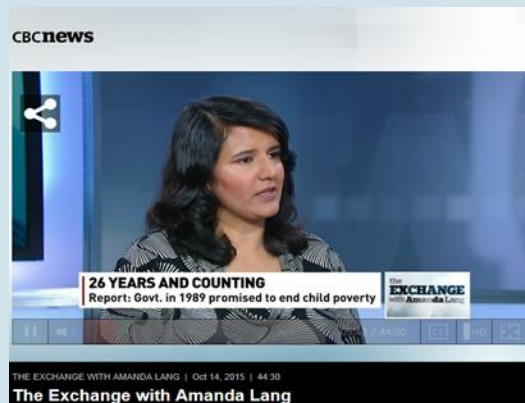 CBCnews
26 YEARS AND COUNTING
Report: Govt. in 1989 promised to end child poverty
the
EXCHANGE
with Amanda Lang
/ 44:30
CC
HD
THE EXCHANGE WITH AMANDA LANG | Oct 14, 2015 | 44:30
The Exchange with Amanda Lang